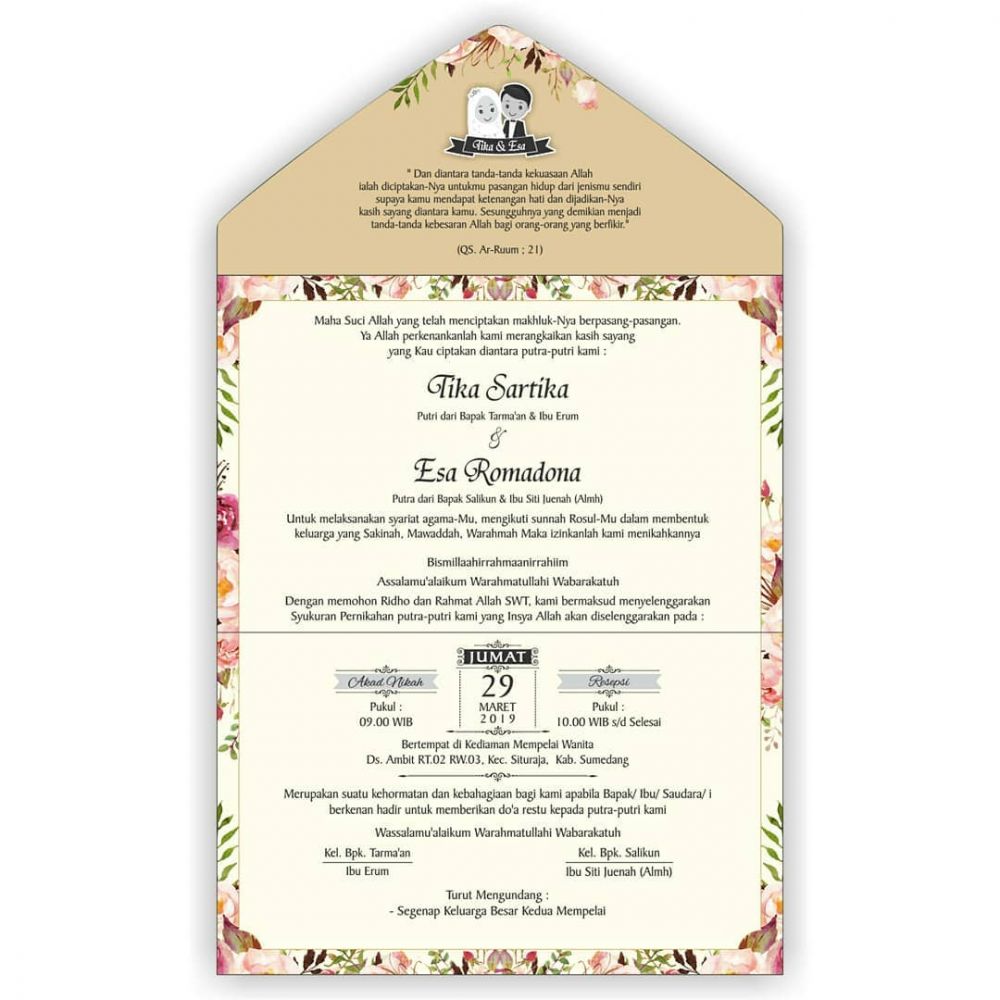 Tika & Esa
" Dan diantara tanda-tanda kekuasaan Allah
ialah diciptakan-Nya untukmu pasangan hidup dari jenismu sendiri
supaya kamu mendapat ketenangan hati dan dijadikan-Nya
kasih sayang diantara kamu. Sesungguhnya yang demikian menjadi
tanda-tanda kebesaran Allah bagi orang-orang yang berfikir."
(QS. Ar-Ruum ; 21)
Maha Suci Allah yang telah menciptakan makhluk-Nya berpasang-pasangan.
Ya Allah perkenankanlah kami merangkaikan kasih sayang
yang Kau ciptakan diantara putra-putri kami :
Tika Sartika
Putri dari Bapak Tarma'an & Ibu Erum
&
Esa Romadona
Putra dari Bapak Salikun & Ibu Siti Juenah (Almh)
Untuk melaksanakan syariat agama-Mu, mengikuti sunnah Rosul-Mu dalam membentuk
keluarga yang Sakinah, Mawaddah, Warahmah Maka izinkanlah kami menikahkannya
Bismillaahirrahmaanirrahiim
Assalamu'alaikum Warahmatullahi Wabarakatuh
Dengan memohon Ridho dan Rahmat Allah SWT, kami bermaksud menyelenggarakan
Syukuran Pernikahan putra-putri kami yang Insya Allah akan diselenggarakan pada :
Akad Nikah
Pukul :
09.00 WIB
JUMAT
29
MARET
2019
Resepsi
Pukul :
10.00 WIB s/d Selesai
Bertempat di Kediaman Mempelai Wanita
Ds. Ambit RT.02 RW.03, Kec. Situraja, Kab. Sumedang
Merupakan suatu kehormatan dan kebahagiaan bagi kami apabila Bapak/ Ibu/ Saudara/ i
berkenan hadir untuk memberikan do'a restu kepada putra-putri kami
Wassalamu'alaikum Warahmatullahi Wabarakatuh
Kel. Bpk. Tarma'an
Ibu Erum
Kel. Bpk. Salikun
Ibu Siti Juenah (Almh)
Turut Mengundang :
- Segenap Keluarga Besar Kedua Mempelai